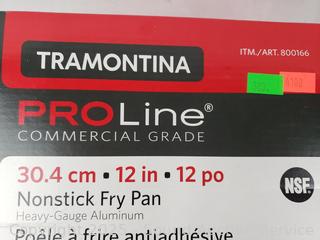 ITM./ART. 800166
TRAMONTINA
PROLine®
COMMERCIAL GRADE
30.4 cm ▪ 12 in ▪ 12 po
Nonstick Fry Pan
Heavy-Gauge Aluminum
NSF
Poêle à frire antiadhésive